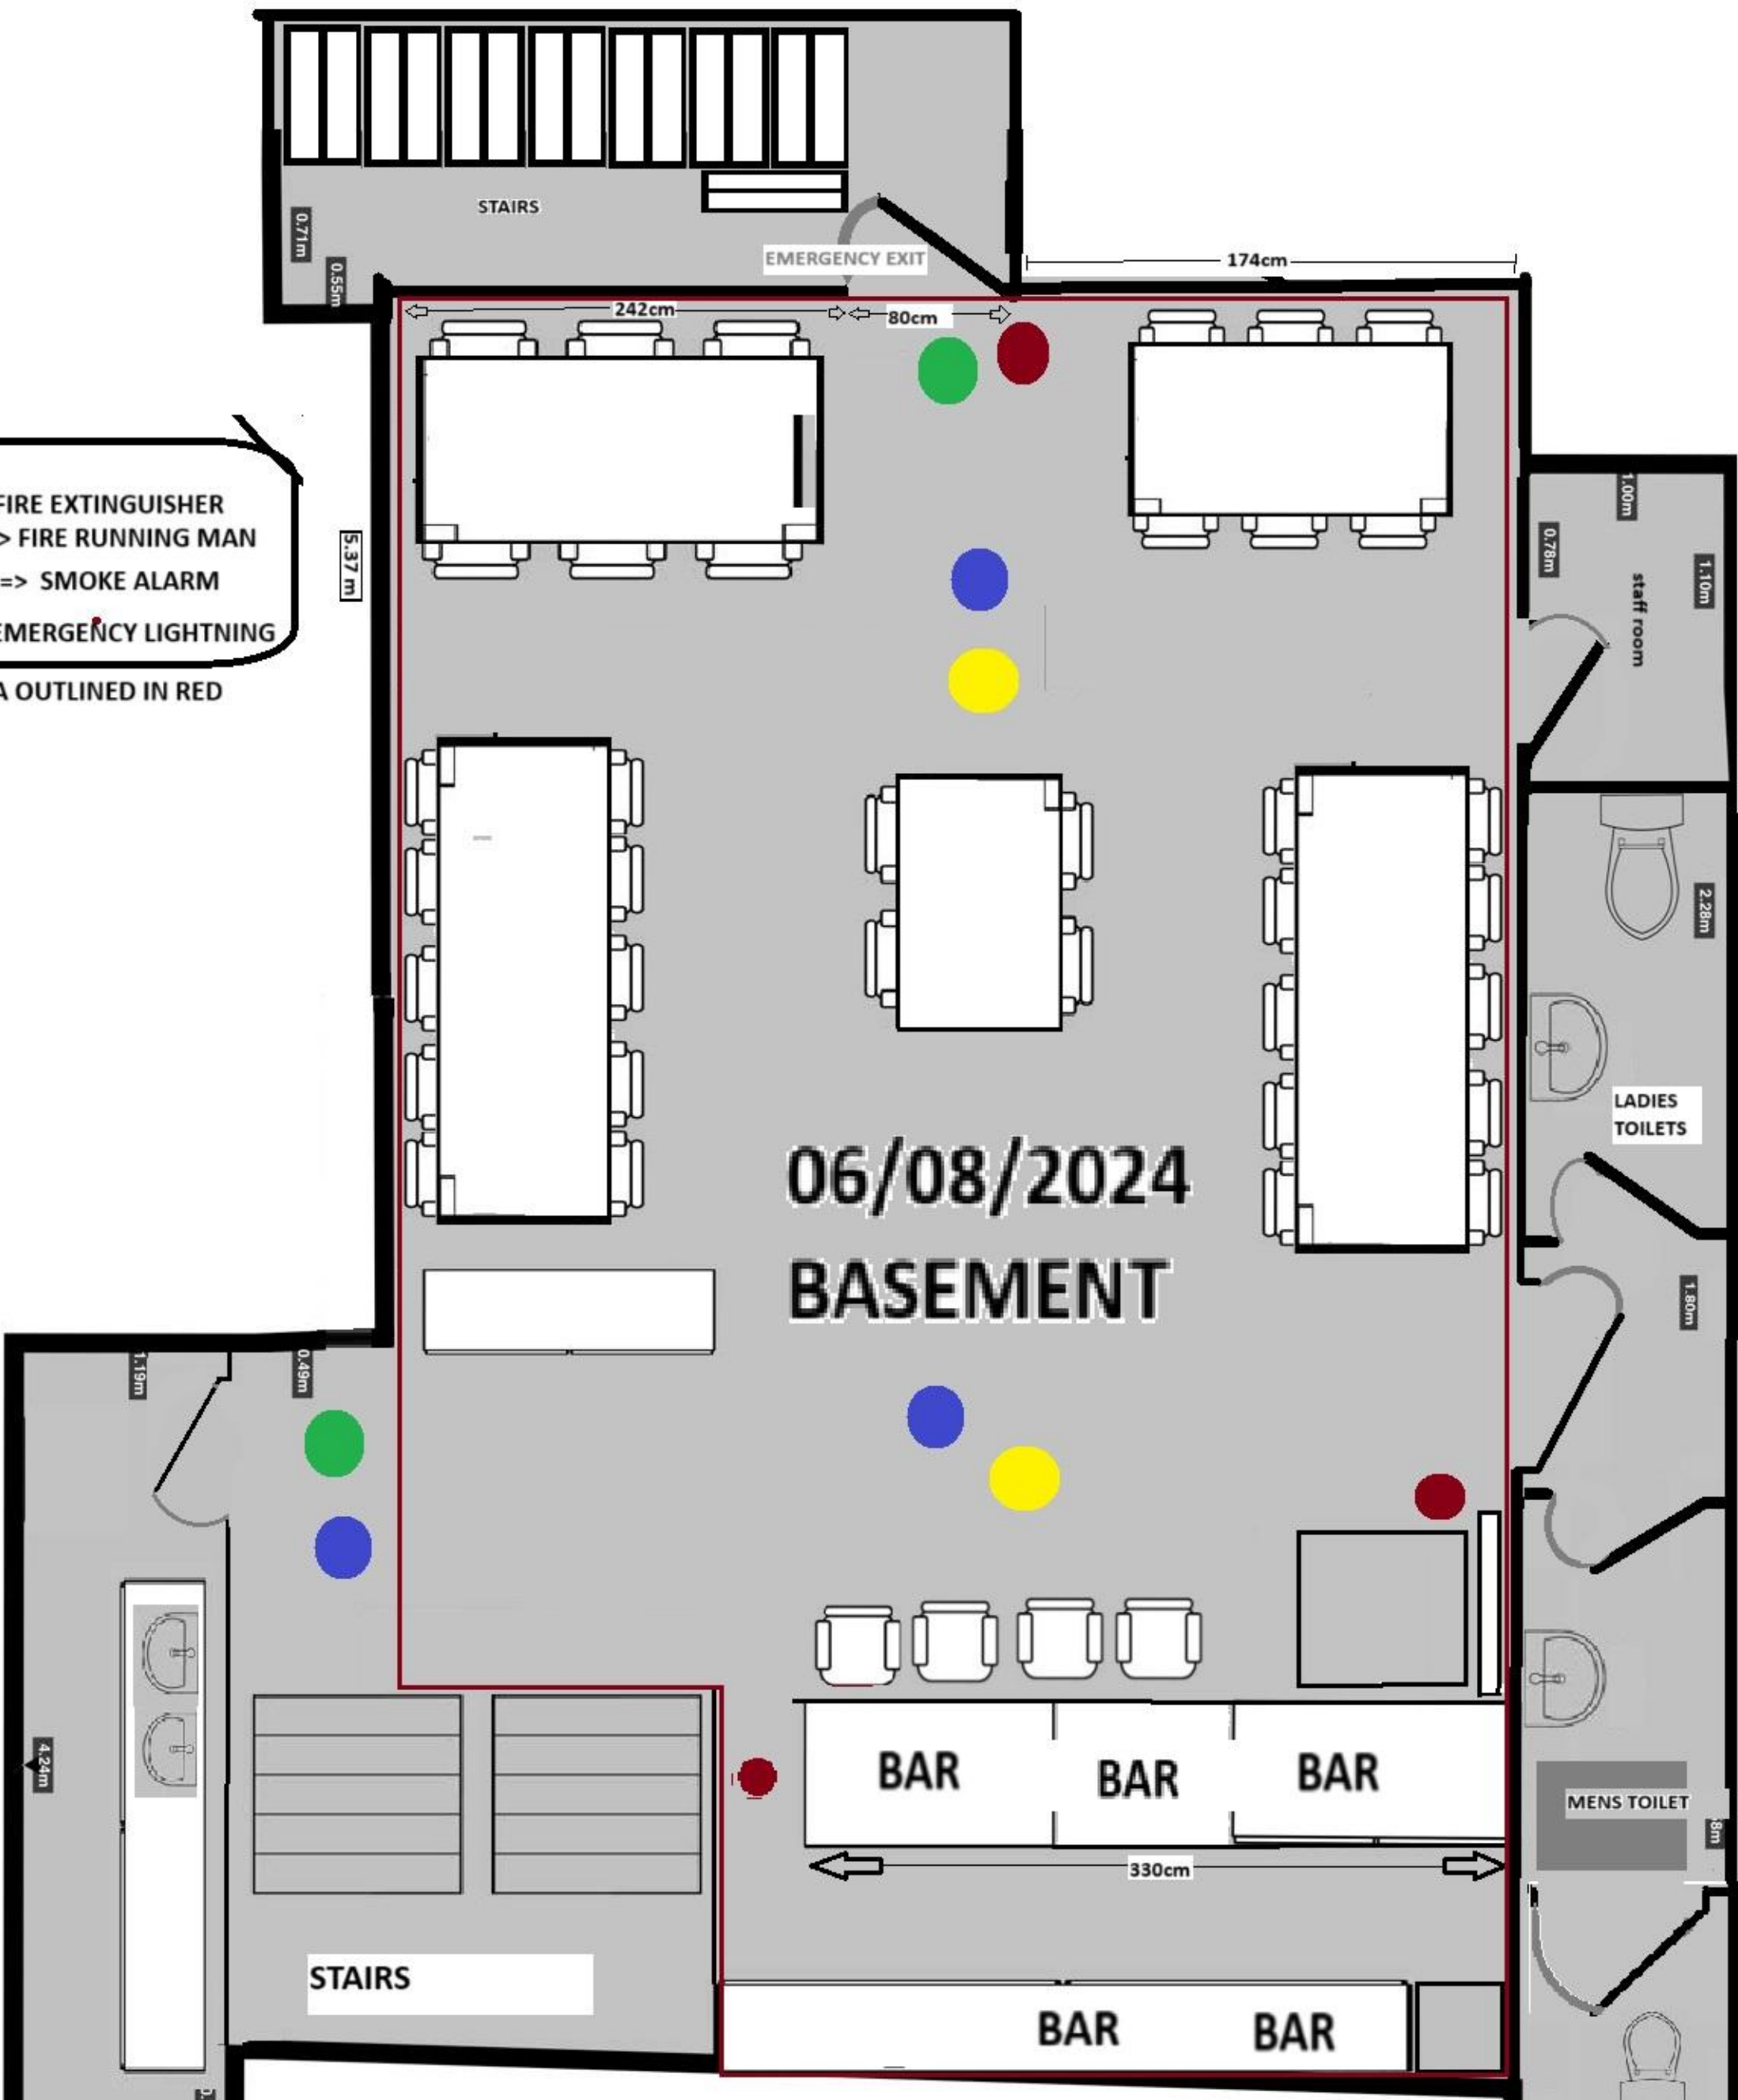 STAIRS
0.71m
0.55m
EMERGENCY EXIT
174cm
242cm
80cm
FIRE EXTINGUISHER
> FIRE RUNNING MAN
=> SMOKE ALARM
EMERGENCY LIGHTNING
A OUTLINED IN RED
5.37 m
1.00m
0.78m
1.10m
staff room
2.28m
LADIES
TOILETS
06/08/2024
BASEMENT
1.80m
1.19m
0.49m
4.24m
BAR
BAR
BAR
MENS TOILET
8m
330cm
STAIRS
BAR
BAR